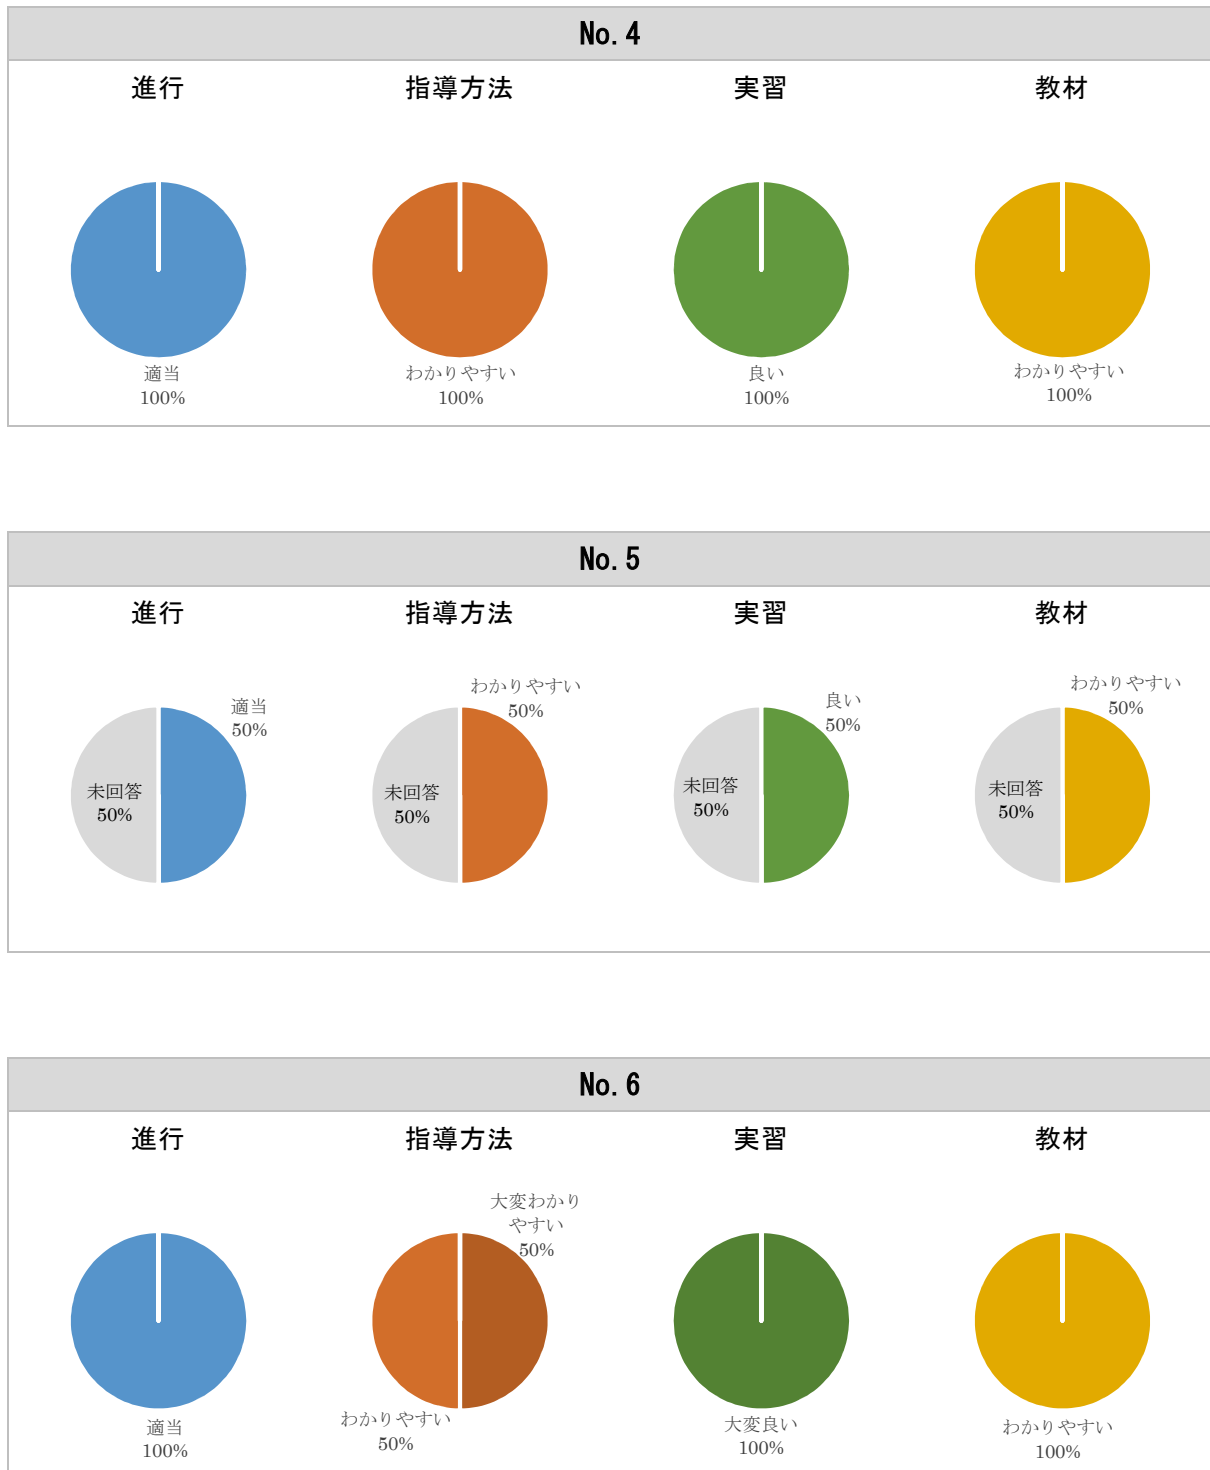 No. 4
進行
指導方法
実習
教材
適当
100%
わかりやすい
100%
良い
100%
わかりやすい
100%
No. 5
進行
指導方法
実習
教材
適当
50%
未回答
50%
わかりやすい
50%
未回答
50%
良い
50%
未回答
50%
わかりやすい
50%
未回答
50%
No. 6
進行
指導方法
実習
教材
適当
100%
大変わかり
やすい
50%
わかりやすい
50%
大変良い
100%
わかりやすい
100%